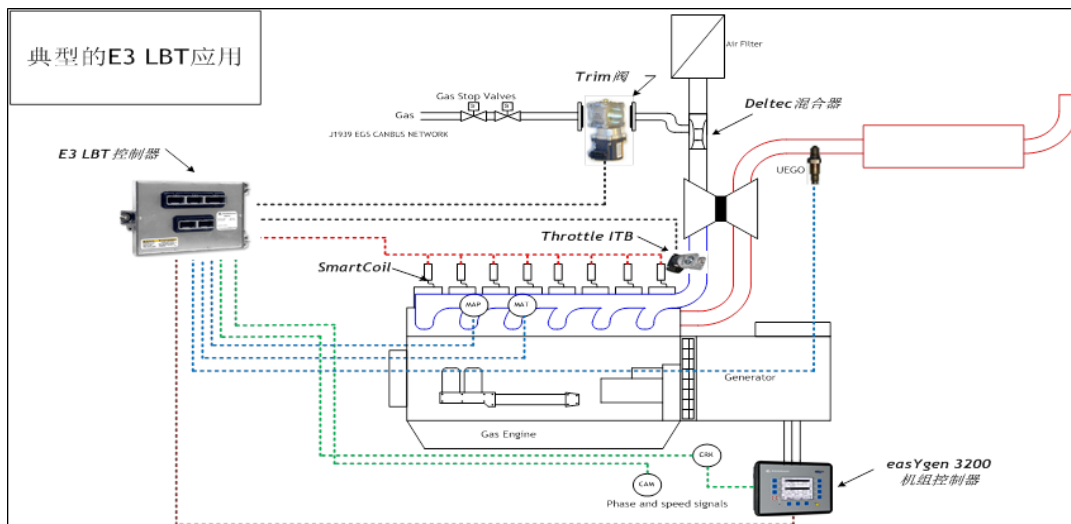 典型的E3 LBT应用
Air Filter
Trim阀
Gas Stop Valves
Gas
J1939 EGS CANBUS NETWORK
Deltec混合器
E3 LBT 控制器
UEGO
Throttle ITB
SmartCoil
MAP
MAT
Generator
Gas Engine
CRK
CAM
Phase and speed signals
easYgen 3200
机组控制器